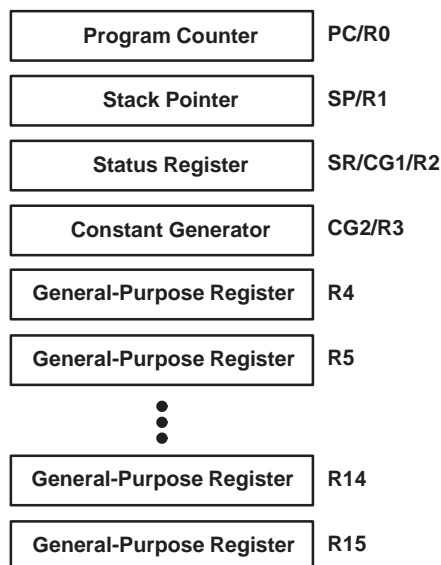 Program Counter PC/R0
Stack Pointer SP/R1
Status Register SR/CG1/R2
Constant Generator CG2/R3
General-Purpose Register R4
General-Purpose Register R5
General-Purpose Register R14
General-Purpose Register R15